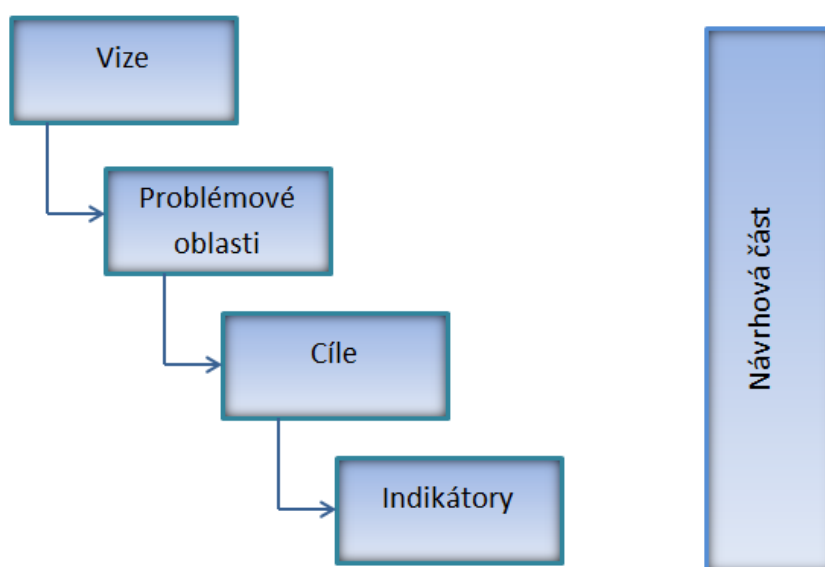 Vize
Problémové
oblasti
Cíle
Indikátory
Návrhová část